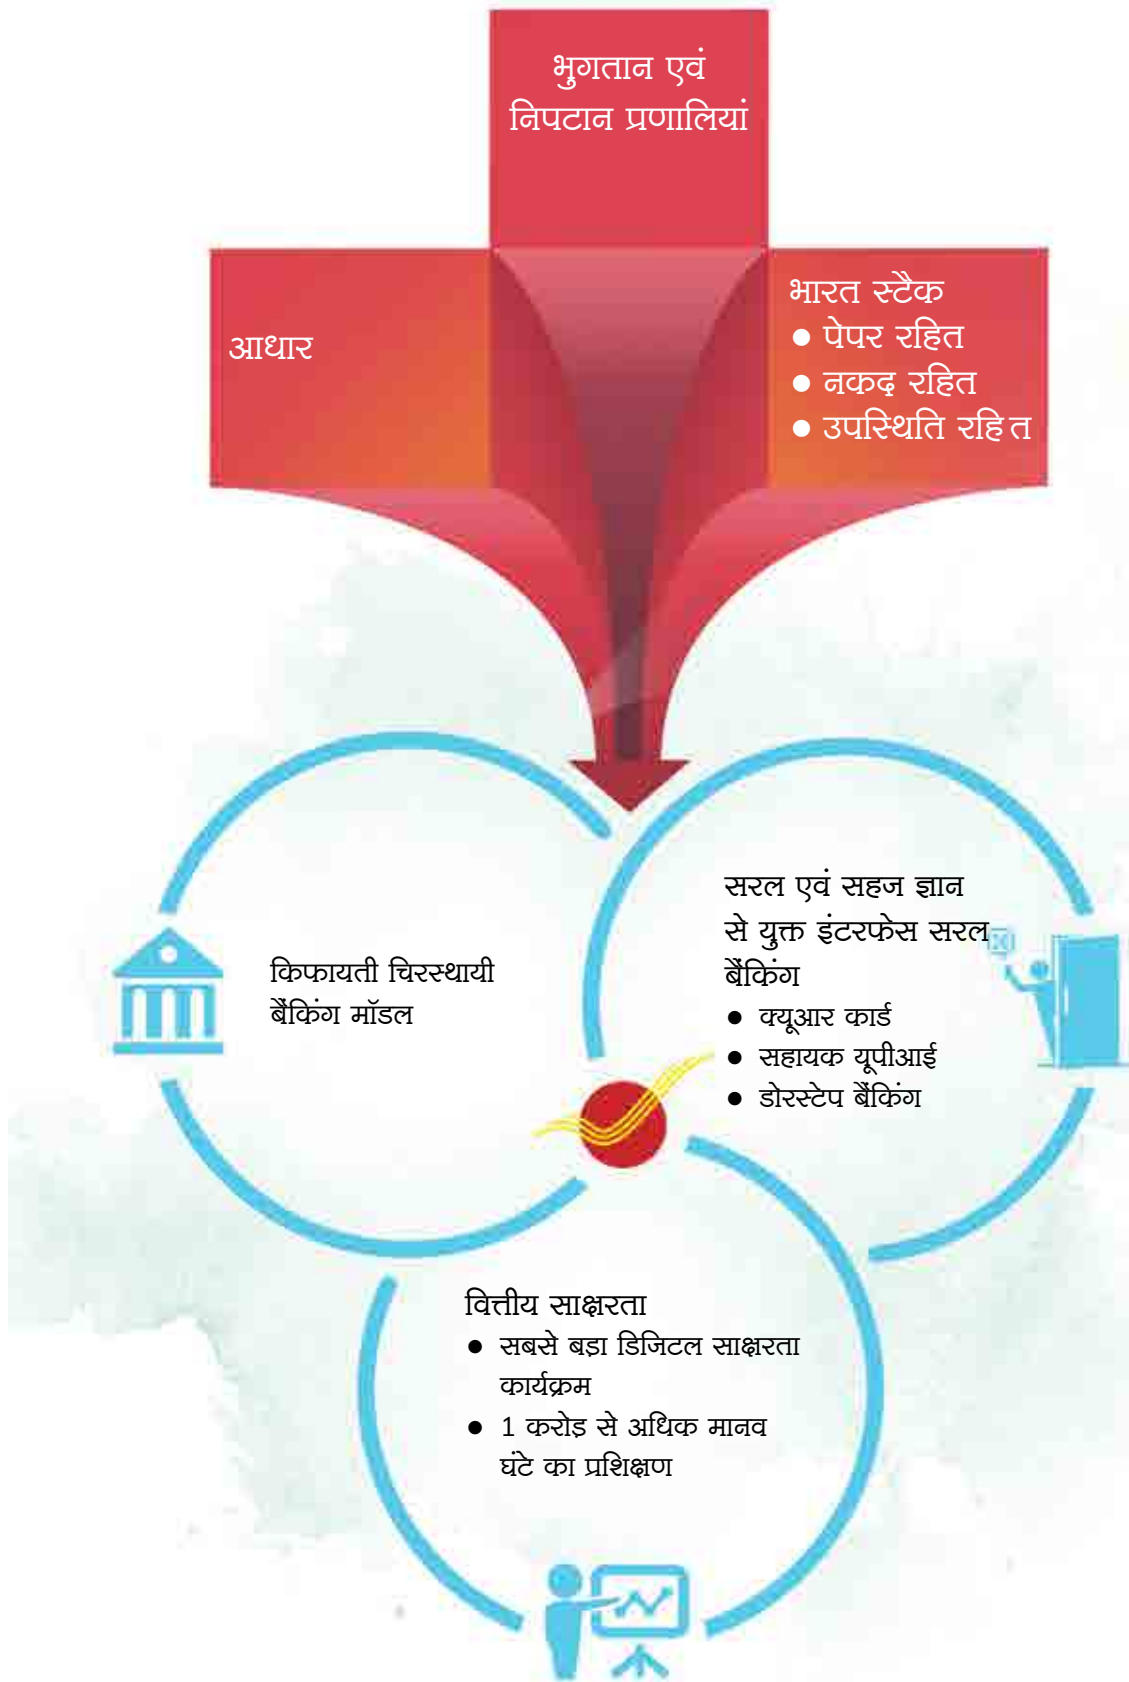 भुगतान एवं
निपटान प्रणालियां
आधार
भारत स्टैक
● पेपर रहित
● नकद रहित
● उपस्थिति रहित
किफायती चिरस्थायी
बैंकिंग मॉडल
सरल एवं सहज ज्ञान
से युक्त इंटरफेस सरल
बैंकिंग
● क्यूआर कार्ड
● सहायक यूपीआई
● डोरस्टेप बैंकिंग
वित्तीय साक्षरता
● सबसे बड़ा डिजिटल साक्षरता
कार्यक्रम
● 1 करोड़ से अधिक मानव
घंटे का प्रशिक्षण